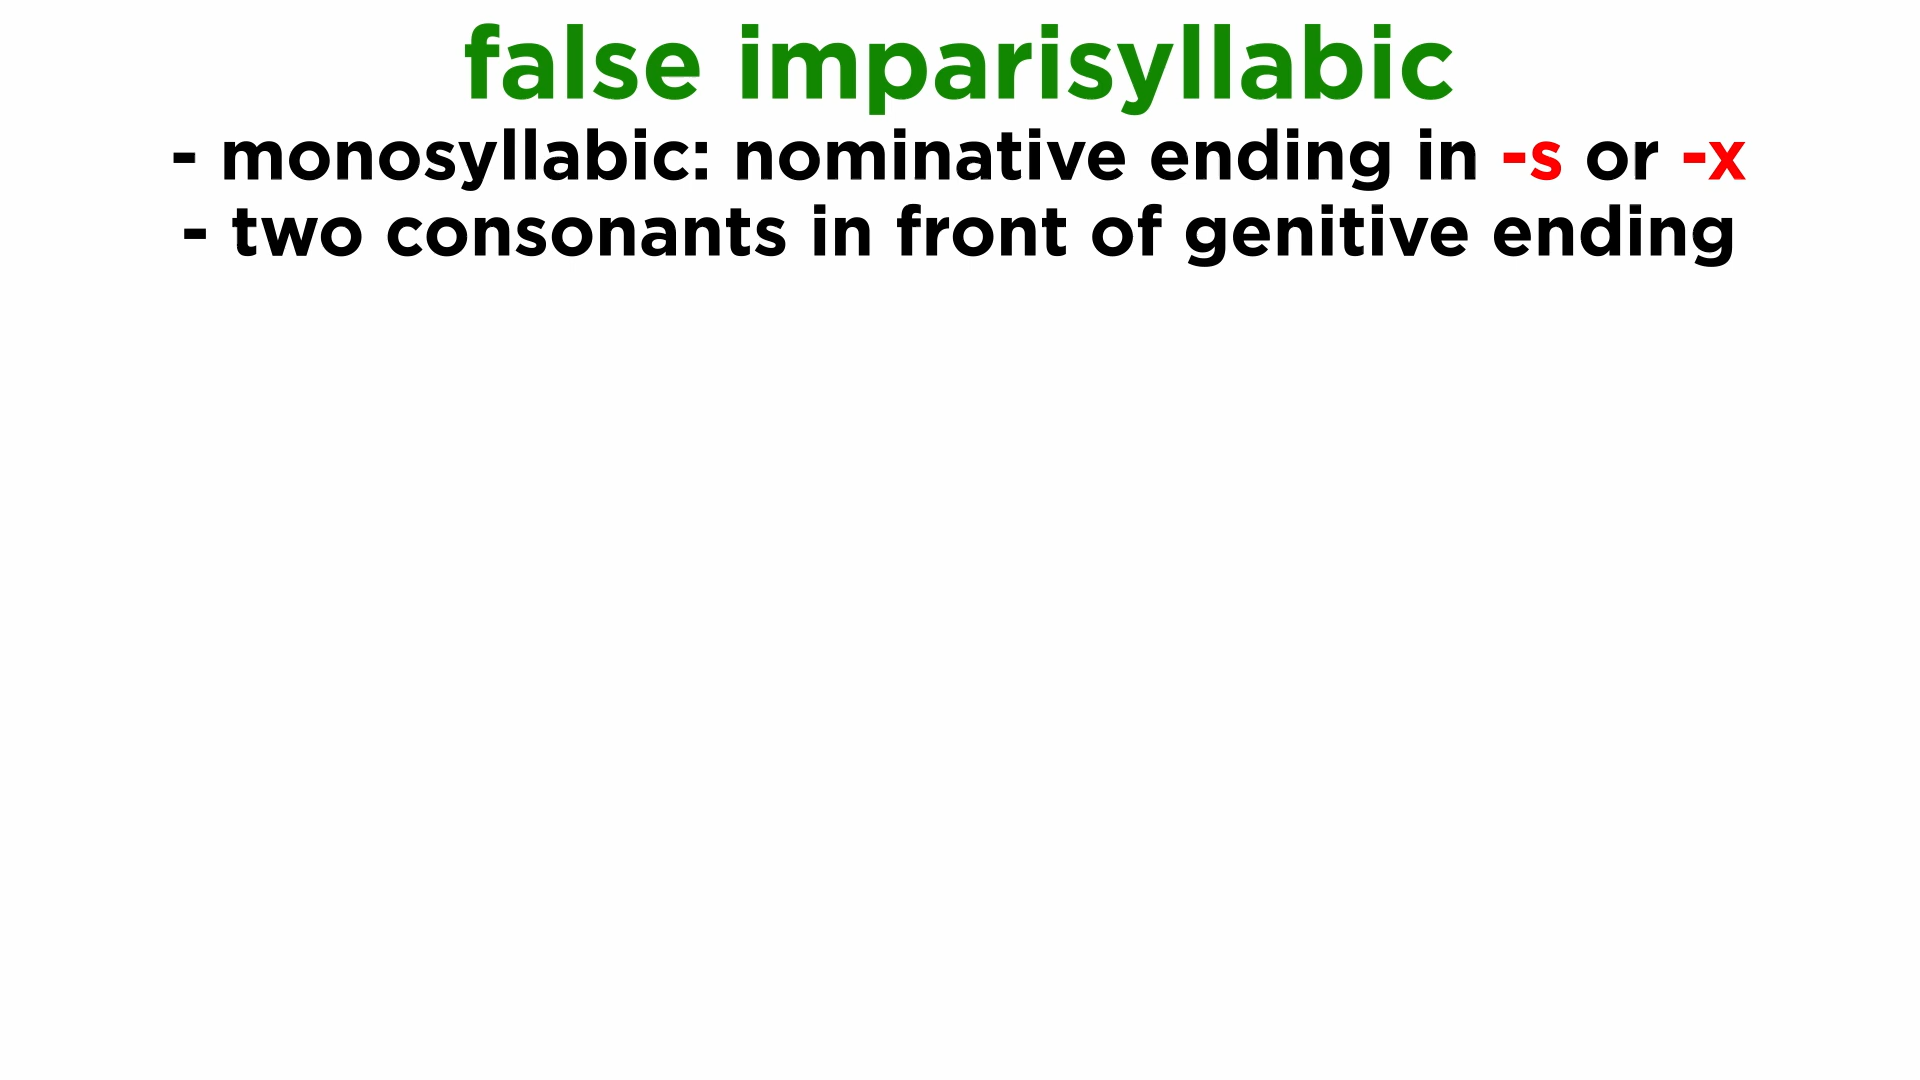 false imparisyllabic
- monosyllabic: nominative ending in -s or -x
- two consonants in front of genitive ending